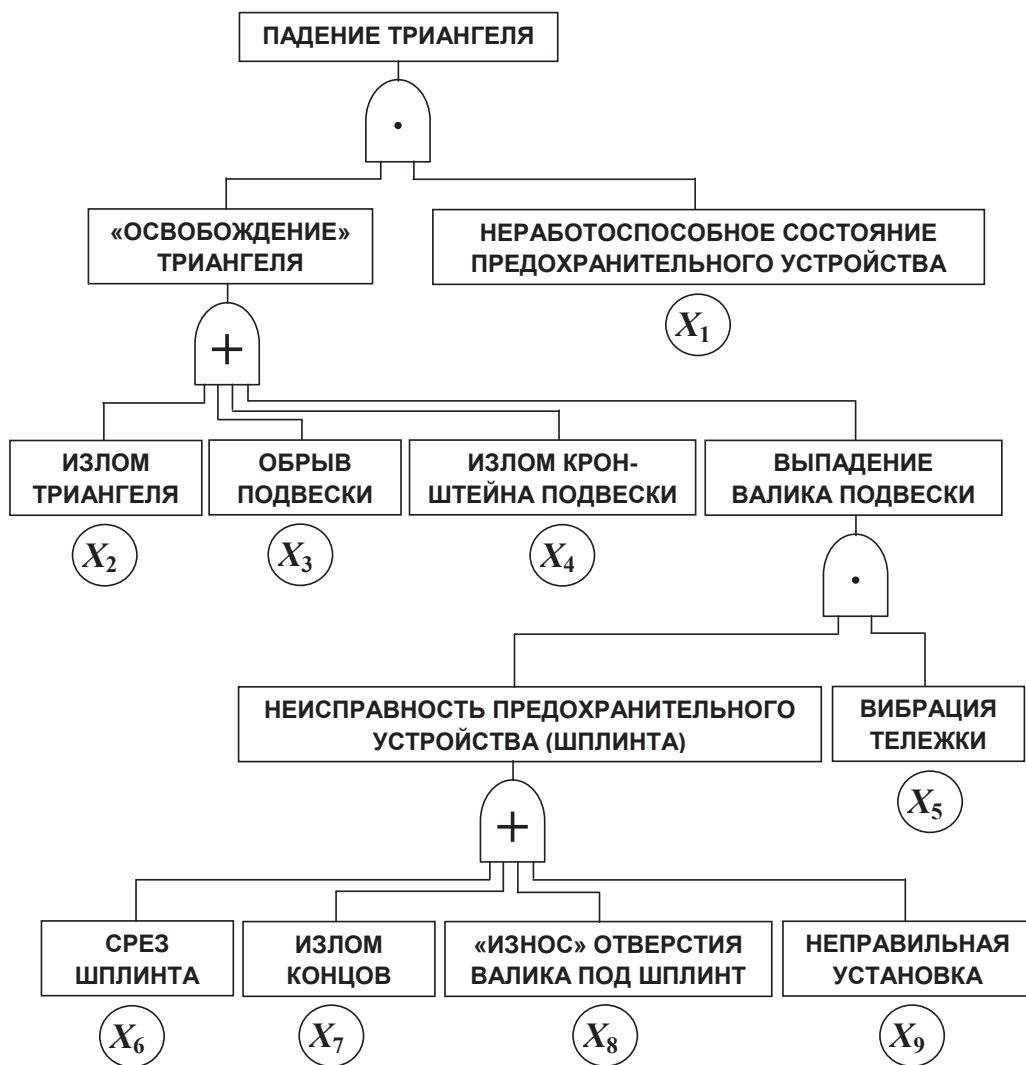 ПАДЕНИЕ ТРИАНГЕЛЯ
«ОСВОБОЖДЕНИЕ»
ТРИАНГЕЛЯ
НЕРАБОТОСПОСОБНОЕ СОСТОЯНИЕ
ПРЕДОХРАНИТЕЛЬНОГО УСТРОЙСТВА
X1
+
ИЗЛОМ
ТРИАНГЕЛЯ
ОБРЫВ
ПОДВЕСКИ
ИЗЛОМ КРОН-
ШТЕЙНА ПОДВЕСКИ
ВЫПАДЕНИЕ
ВАЛИКА ПОДВЕСКИ
X2
X3
X4
НЕИСПРАВНОСТЬ ПРЕДОХРАНИТЕЛЬНОГО
УСТРОЙСТВА (ШПЛИНТА)
ВИБРАЦИЯ
ТЕЛЕЖКИ
X5
+
СРЕЗ
ШПЛИНТА
ИЗЛОМ
КОНЦОВ
«ИЗНОС» ОТВЕРСТИЯ
ВАЛИКА ПОД ШПЛИНТ
НЕПРАВИЛЬНАЯ
УСТАНОВКА
X6
X7
X8
X9